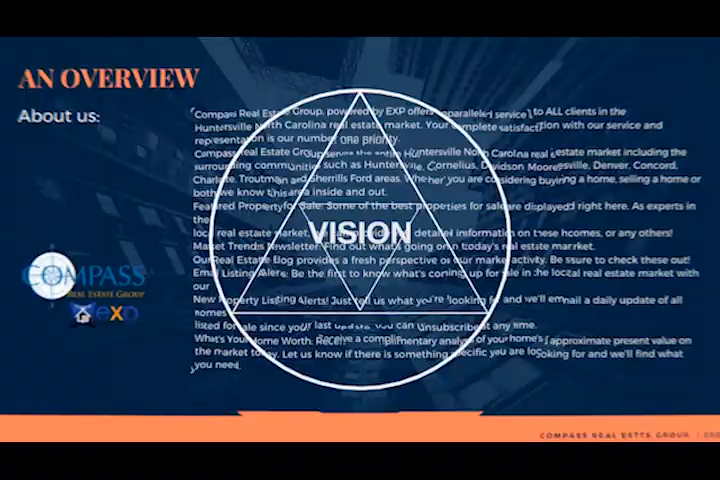 AN OVERVIEW
About us:
Compass Real Estate Group, powered by EXP offers unparalleled service to ALL clients in the
Huntersville North Carolina real estate market. Your complete satisfaction with our service and
representation is our number one priority.
Compass Real Estate Group serves the entire Huntersville North Carolina real estate market including the
surrounding communities such as Huntersville, Cornelius, Davidson Mooresville, Denver, Concord,
Charlotte, Troutman and Sherrills Ford areas. Whether you are considering buying a home, selling a home or
both we know this area inside and out.
Featured Property for Sale: Some of the best properties for sale are displayed right here. As experts in
the
local real estate market, detailed information on these homes, or any others!
VISION
Market Trends Newsletter: Find out what's going on in today's real estate market.
Our Real Estate Blog provides a fresh perspective of our market activity. Be sure to check these out!
Email Listing Alerts: Be the first to know what's coming up for sale in the local real estate market with
our
New Property Listing Alerts! Just tell us what you're looking for and we'll email a daily update of all
homes
listed for sale since your last update. You can unsubscribe at any time.
What's Your Home Worth: Receive a complimentary analysis of your home's approximate present value on
the market today. Let us know if there is something specific you are looking for and we'll find what
you need.
COMPASS
REAL ESTATE GROUP
exp
COMPASS REAL ESTATE GROUP